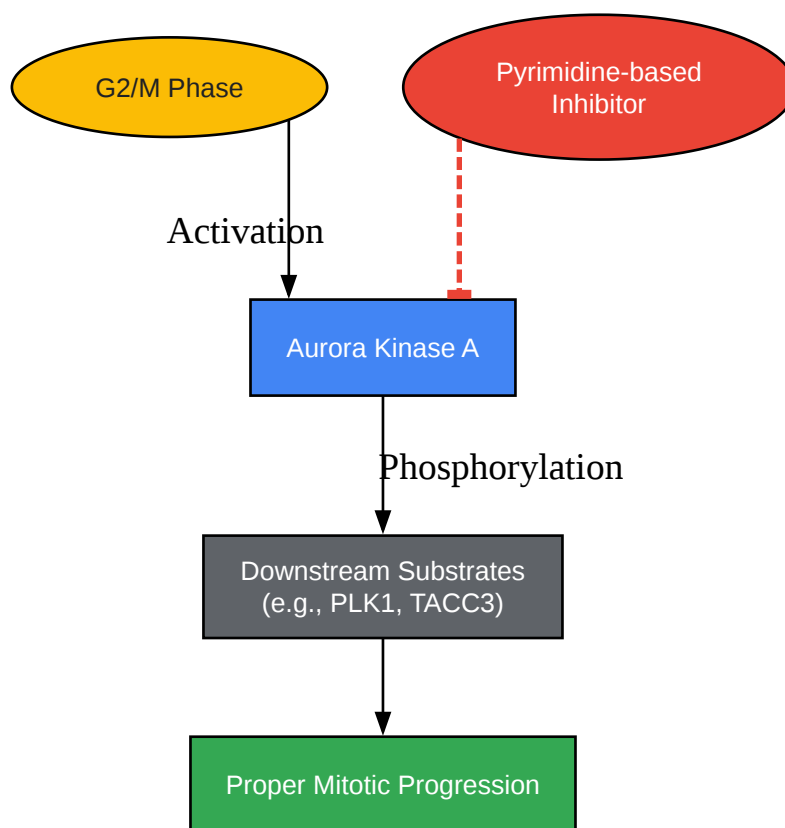 G2/M Phase
Pyrimidine-based
Inhibitor
Activation
Aurora Kinase A
Phosphorylation
Downstream Substrates
(e.g., PLK1, TACC3)
Proper Mitotic Progression